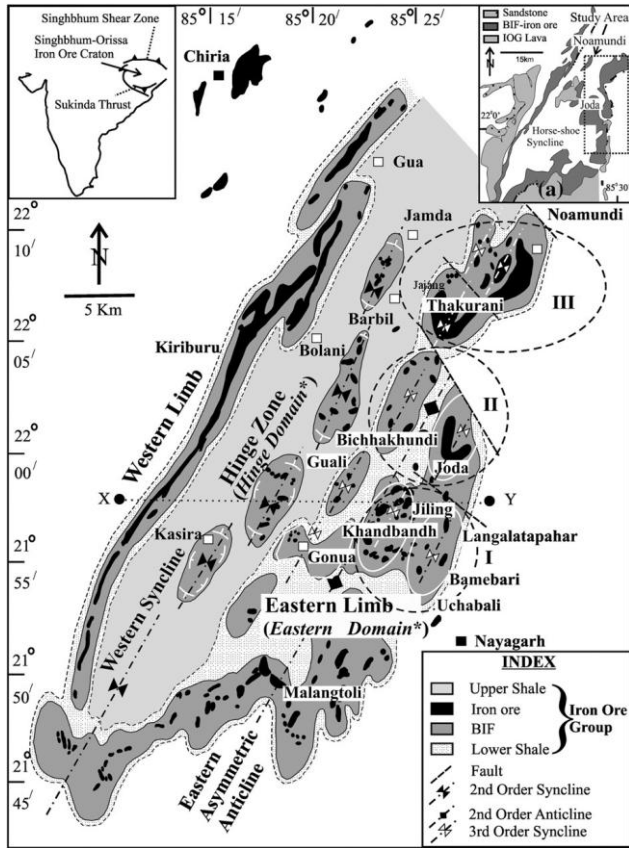 Singhbhum Shear Zone
Singhbhum-Orissa
Iron Ore Craton
Sukinda Thrust
85° 15/
85° 20/
85° 25/
Sandstone
BIF-iron ore
IOG Lava
Study Area
Noamundi
15km
N
Joda
22°0'
Horse-shoe
Syncline
(a)
85°30'
Chiria
Gua
22°
10/
N
5 Km
Jamda
Noamundi
Jajang
Thakurani
III
Barbil
22°
05/
Kiriburu
Bolani
Western Limb
Hinge Zone
(Hinge Domain*)
II
Bichhakhundi
22°
00/
Guali
Joda
X
Y
Jiling
Khandbandh
Langalatapahar
Kasira
I
21°
55/
Gonua
Bamebari
Uchabali
Eastern Limb
(Eastern Domain*)
Western Syncline
Nayagarh
21°
50/
Malangtoli
Eastern
Asymmetric
Anticline
21°
45/
INDEX
Upper Shale
Iron ore
BIF
Lower Shale
Iron Ore
Group
Fault
2nd Order Syncline
2nd Order Anticline
3rd Order Syncline